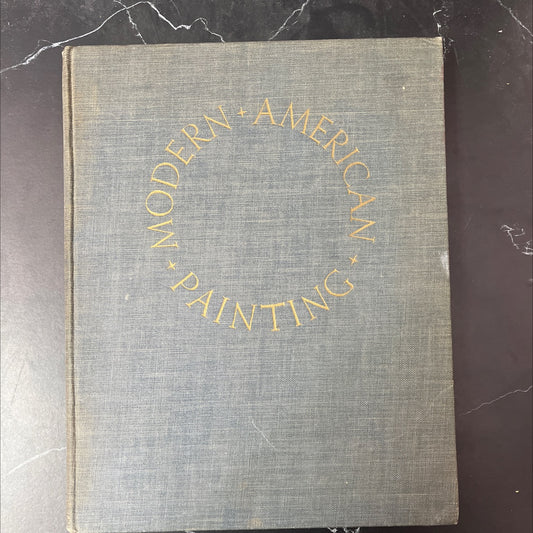 MODERN + AMERICAN + PAINTING +